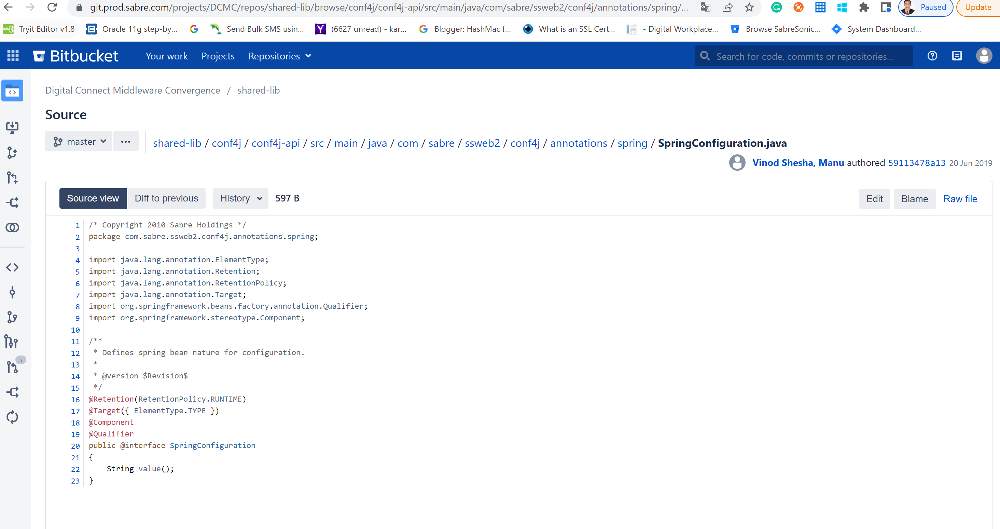 git.prod.sabre.com/projects/DCMC/repos/shared-lib/browse/conf4j/conf4j-api/src/main/java/com/sabre/ssweb2/conf4j/annotations/spring/...
Paused
Update
Tryit Editor v1.8
Oracle 11g step-by...
Send Bulk SMS usin...
(6627 unread) - kar...
Blogger: HashMac f...
What is an SSL Cert...
- Digital Workplace...
Browse SabreSonic...
System Dashboard...
Bitbucket
Your work
Projects
Repositories
Search for code, commits or repositories...
Digital Connect Middleware Convergence / shared-lib
Source
master
shared-lib / conf4j / conf4j-api / src / main / java / com / sabre / ssweb2 / conf4j / annotations / spring / SpringConfiguration.java
Vinod Shesha, Manu authored 59113478a13 20 Jun 2019
Source view
Diff to previous
History
597 B
Edit
Blame
Raw file
1 /* Copyright 2010 Sabre Holdings */
2 package com.sabre.ssweb2.conf4j.annotations.spring;
3
4 import java.lang.annotation.ElementType;
5 import java.lang.annotation.Retention;
6 import java.lang.annotation.RetentionPolicy;
7 import java.lang.annotation.Target;
8 import org.springframework.beans.factory.annotation.Qualifier;
9 import org.springframework.stereotype.Component;
10
11 /**
12 * Defines spring bean nature for configuration.
13 *
14 * @version $Revision$
15 */
16 @Retention(RetentionPolicy.RUNTIME)
17 @Target({ ElementType.TYPE })
18 @Component
19 @Qualifier
20 public @interface SpringConfiguration
21 {
22 String value();
23 }
5